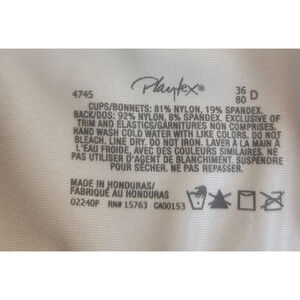 4745 Playtex® 36 D
80
CUPS/BONNETS: 81% NYLON, 19% SPANDEX.
BACK/DOS: 92% NYLON, 8% SPANDEX, EXCLUSIVE OF
TRIM AND ELASTICS/GARNITURES NON COMPRISES.
HAND WASH COLD WATER WITH LIKE COLORS. DO NOT
BLEACH. LINE DRY. DO NOT IRON. LAVER À LA MAIN À
L'EAU FROIDE, AVEC DES COULEURS SIMILAIRES. NE
PAS UTILISER D'AGENT DE BLANCHIMENT. SUSPENDRE
POUR SÉCHER. NE PAS REPASSER.
MADE IN HONDURAS/
FABRIQUÉ AU HONDURAS
02240F RN# 15763 CA00153